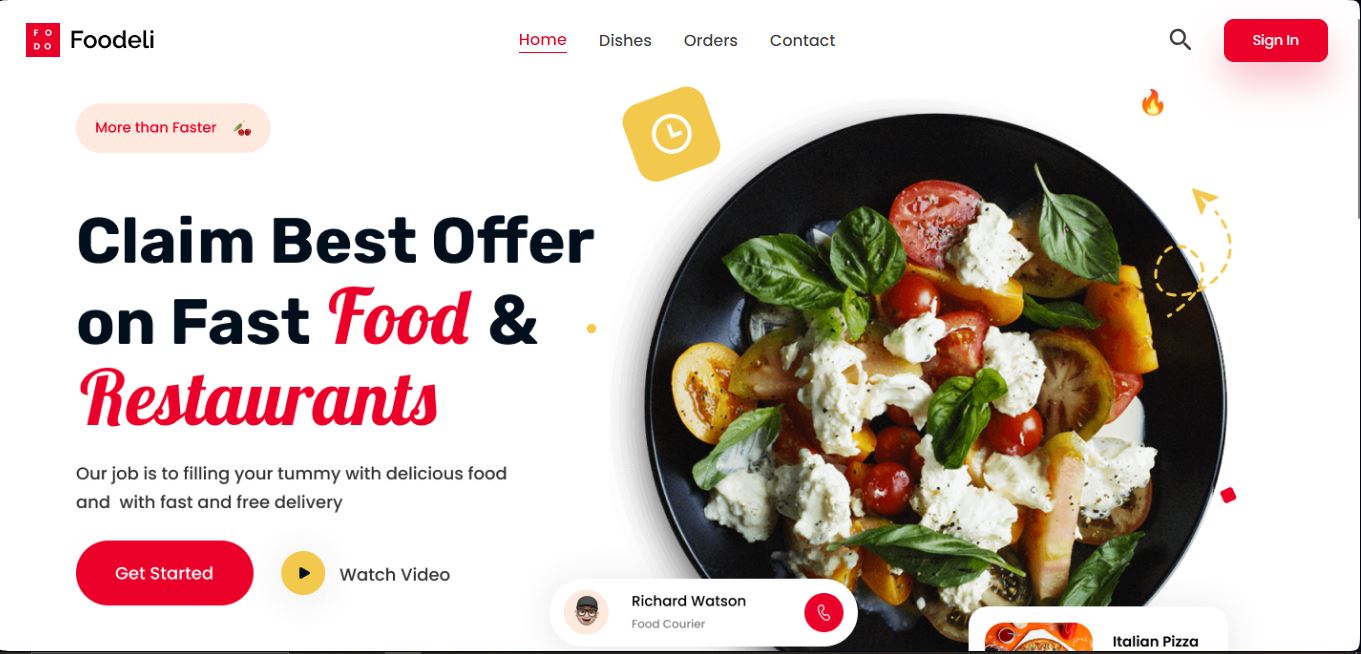 FO
DO
Foodeli
Home
Dishes
Orders
Contact
Sign In
More than Faster
Claim Best Offer
on Fast Food &
Restaurants
Our job is to filling your tummy with delicious food
and  with fast and free delivery
Get Started
Watch Video
Richard Watson
Food Courier
Italian Pizza